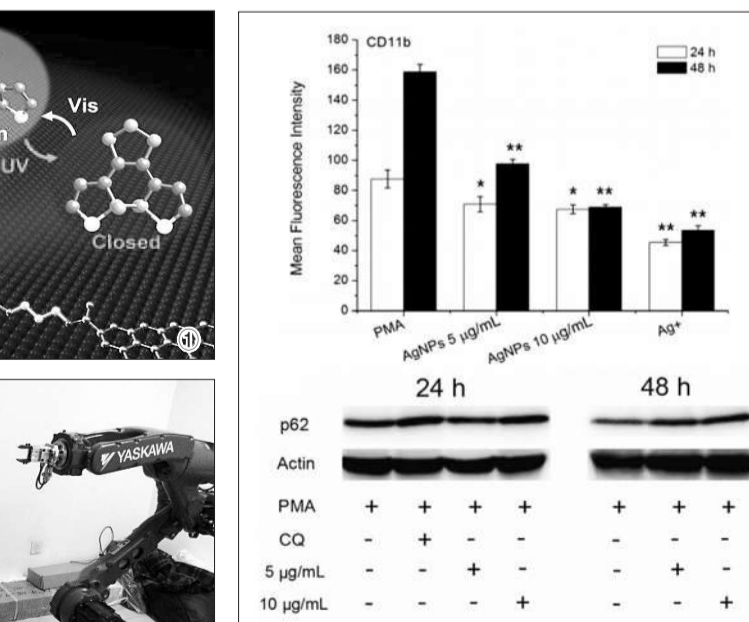 Vis
UV
Closed
①
YASKAWA
CD11b
24 h
48 h
Mean Fluorescence Intensity
180
160
140
120
100
80
60
40
20
0
*
**
*
**
**
**
PMA
AgNPs 5 μg/mL
AgNPs 10 μg/mL
Ag+
24 h
48 h
p62
Actin
PMA + + + + + + +
CQ - + - - - - -
5 μg/mL - - + - - + -
10 μg/mL - - - + - - +